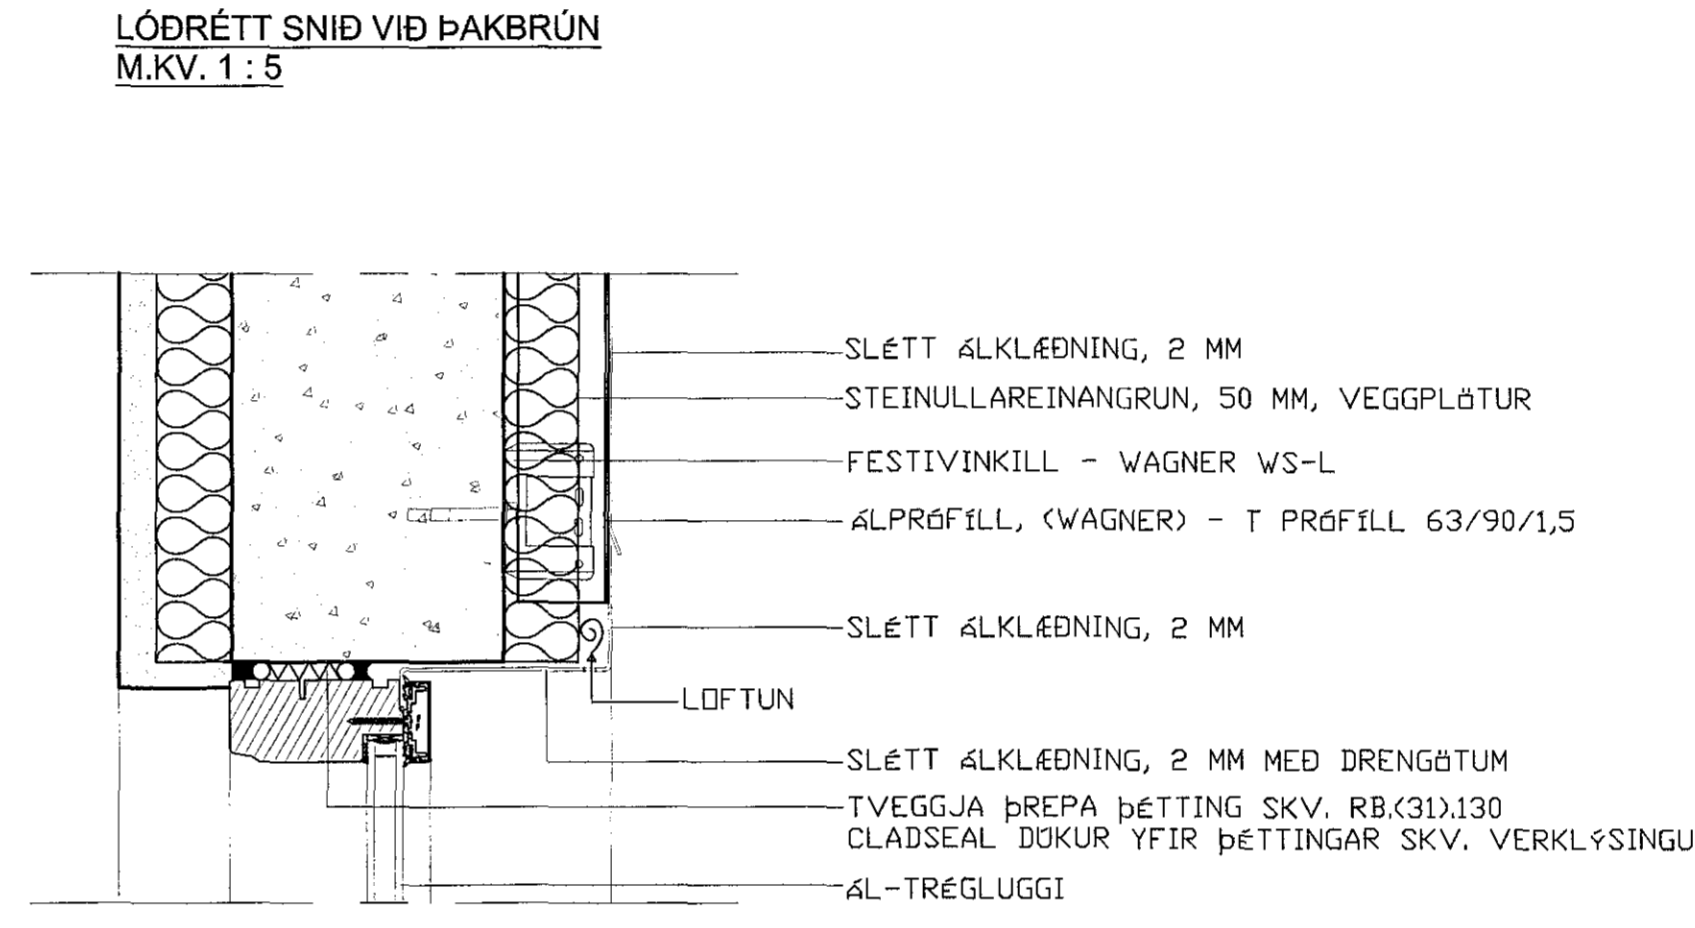 LÓÐRÉTT SNIÐ VIÐ ÞAKBRÚN
M.KV. 1 : 5
SLÉTT ÁLKLÆÐNING, 2 MM
STEINULLAREINANGRUN, 50 MM, VEGGPLÖTUR
FESTIVINKILL - WAGNER WS-L
ÁLPRÓFÍLL, (WAGNER) - T PRÓFÍLL 63/90/1,5
SLÉTT ÁLKLÆÐNING, 2 MM
LOFTUN
SLÉTT ÁLKLÆÐNING, 2 MM MEÐ DRENGÖTUM
TVEGGJA ÞREPA ÞÉTTING SKV. RB.(31).130
CLADSEAL DÚKUR YFIR ÞÉTTINGAR SKV. VERKLÝSINGU
ÁL-TRÉGLUGGI